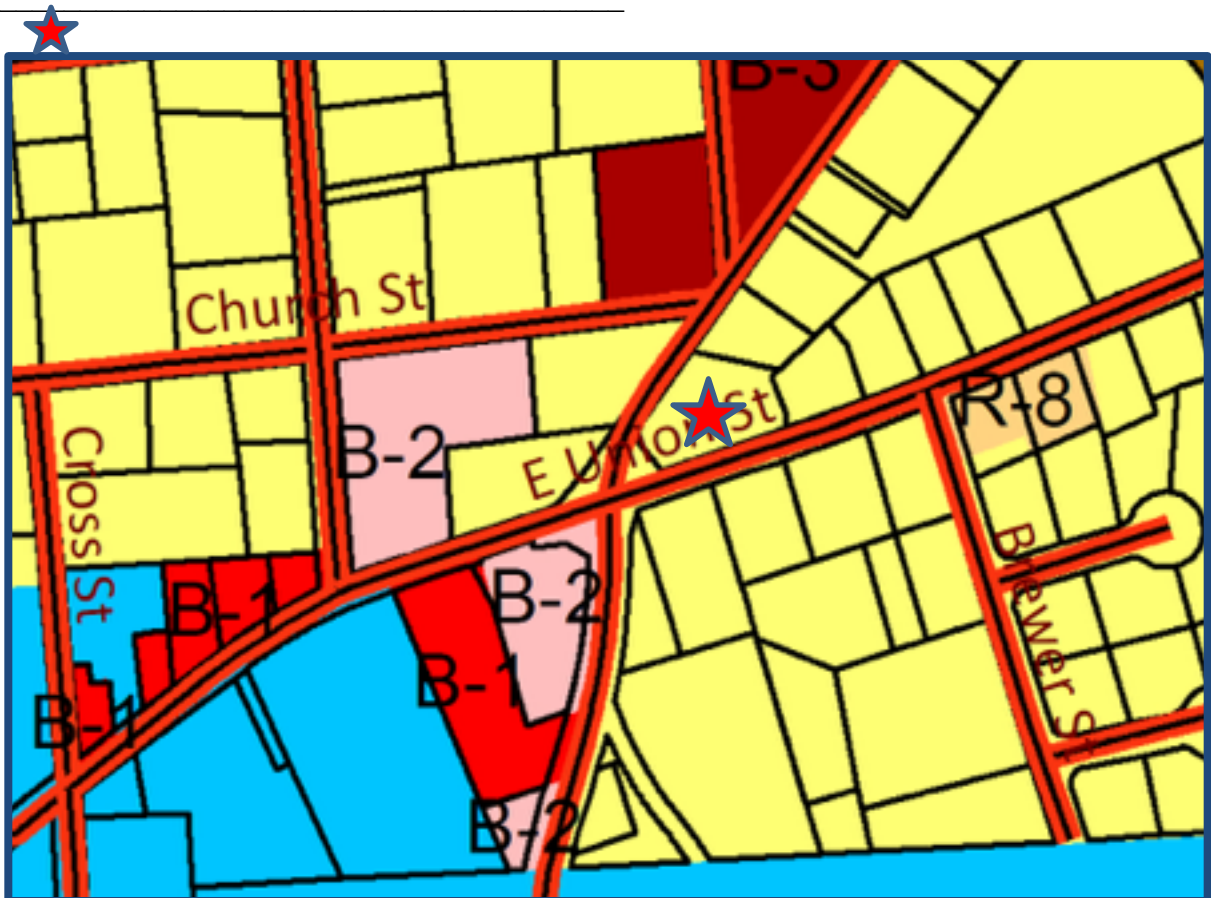 B-3
Church St
R-8
E Union St
B-2
Cross St
Brewer St
B-2
B-1
B-1
B-1
B-2